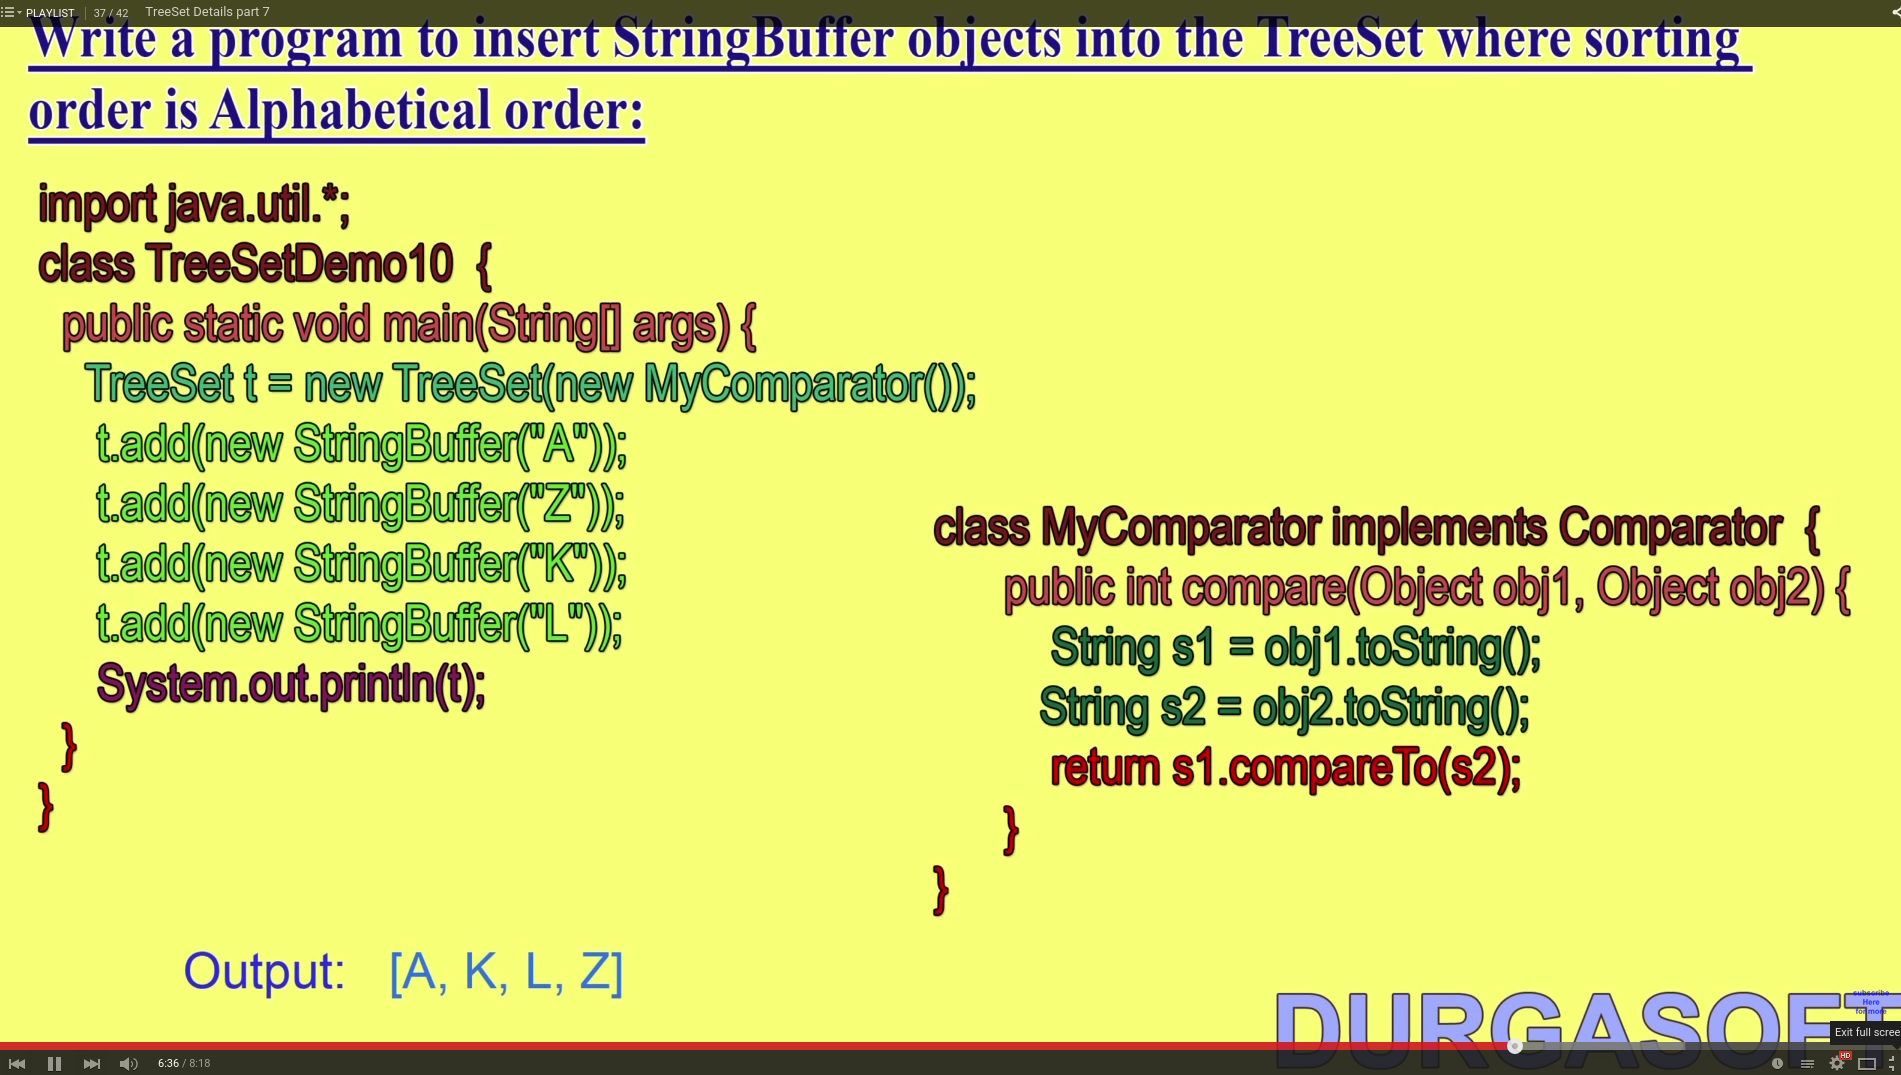 PLAYLIST 37 / 42 TreeSet Details part 7
Write a program to insert StringBuffer objects into the TreeSet where sorting
order is Alphabetical order:
import java.util.*;
class TreeSetDemo10 {
public static void main(String[] args) {
TreeSet t = new TreeSet(new MyComparator());
t.add(new StringBuffer("A"));
t.add(new StringBuffer("Z"));
t.add(new StringBuffer("K"));
t.add(new StringBuffer("L"));
System.out.println(t);
}
}
class MyComparator implements Comparator {
public int compare(Object obj1, Object obj2) {
String s1 = obj1.toString();
String s2 = obj2.toString();
return s1.compareTo(s2);
}
}
Output: [A, K, L, Z]
DURGASOFT
subscribe
Here
for more
Exit full scree
6:36 / 8:18
HD